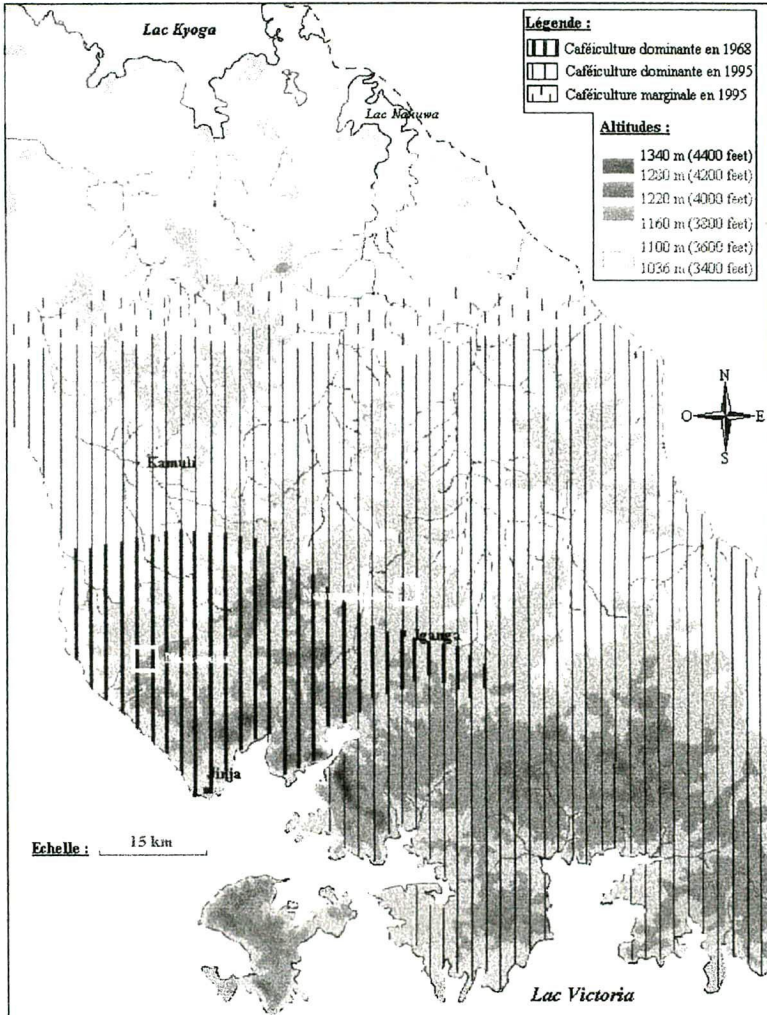 Lac Kyoga
Légende :
Caféiculture dominante en 1968
Caféiculture dominante en 1995
Caféiculture marginale en 1995
Lac Nakuwa
Altitudes :
1340 m (4400 feet)
1280 m (4200 feet)
1220 m (4000 feet)
1160 m (3800 feet)
1100 m (3600 feet)
1036 m (3400 feet)
N
O E
S
Kamuli
Iganga
Jinja
Echelle :
15 km
Lac Victoria